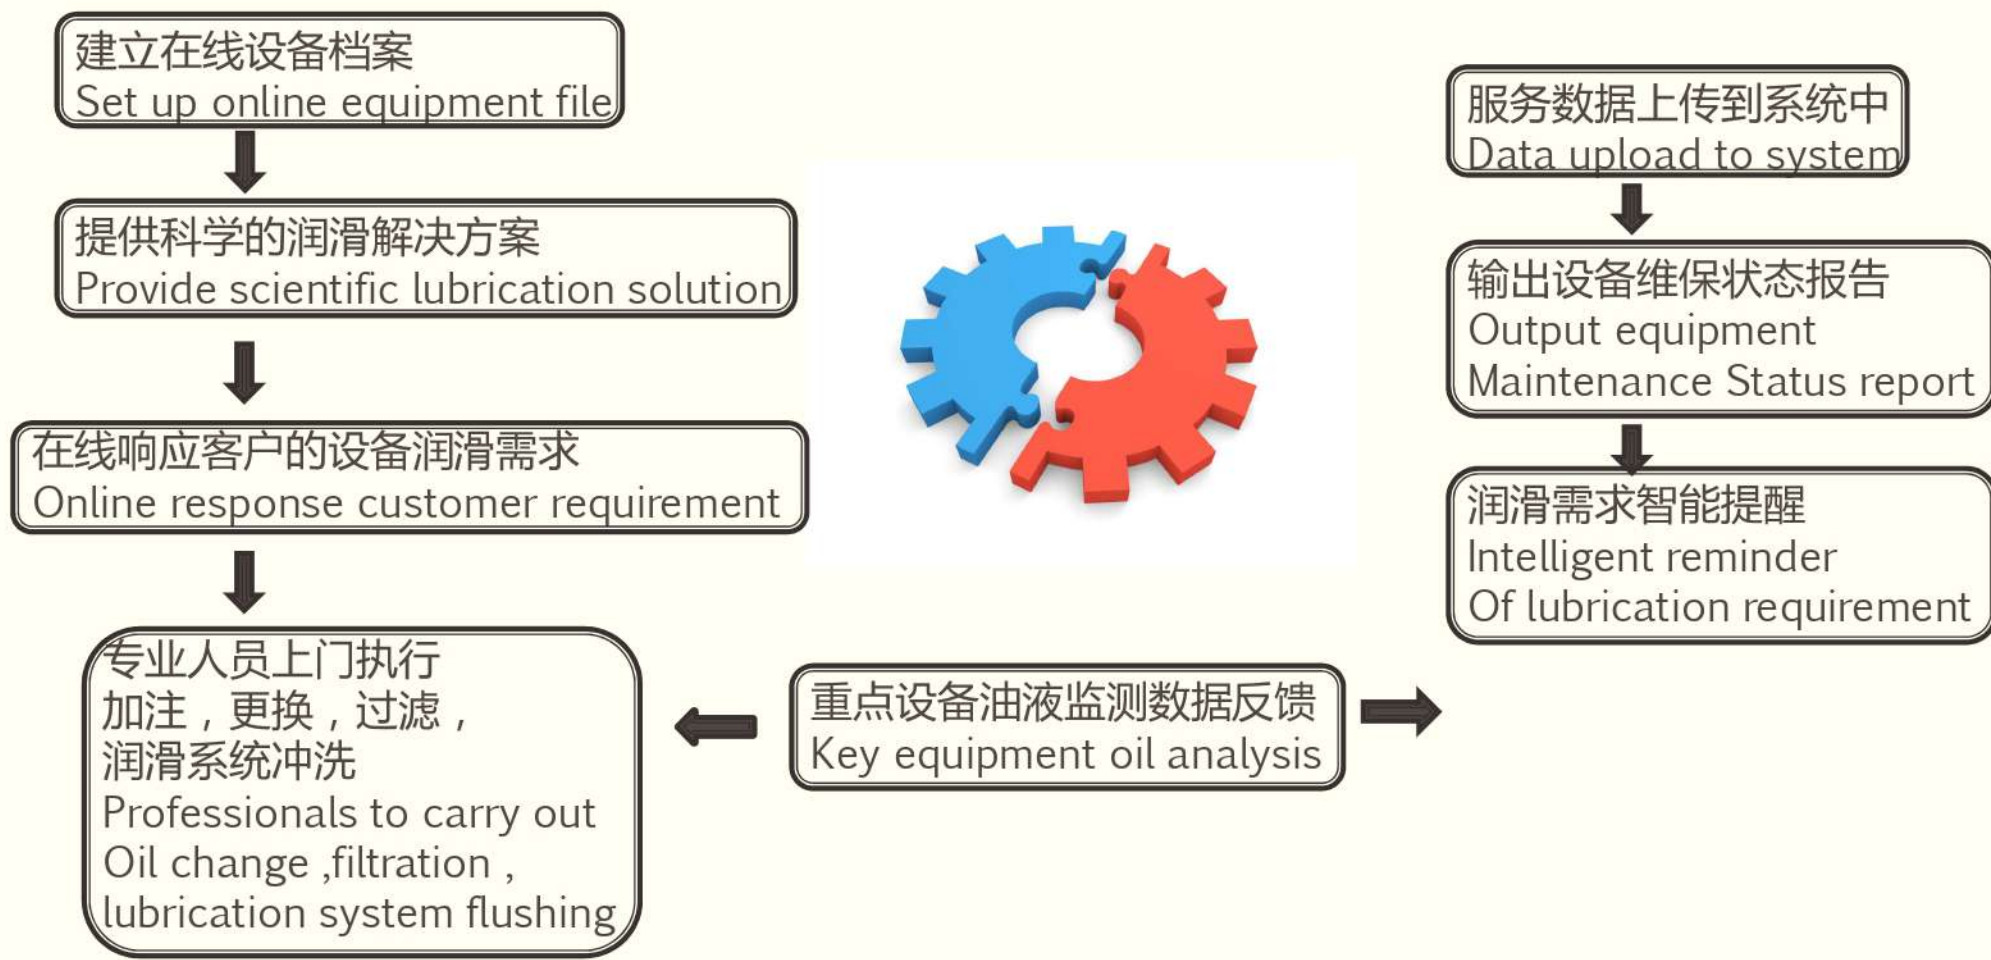 建立在线设备档案
Set up online equipment file
提供科学的润滑解决方案
Provide scientific lubrication solution
在线响应客户的设备润滑需求
Online response customer requirement
专业人员上门执行
加注，更换，过滤，
润滑系统冲洗
Professionals to carry out
Oil change ,filtration ,
lubrication system flushing
重点设备油液监测数据反馈
Key equipment oil analysis
服务数据上传到系统中
Data upload to system
输出设备维保状态报告
Output equipment
Maintenance Status report
润滑需求智能提醒
Intelligent reminder
Of lubrication requirement